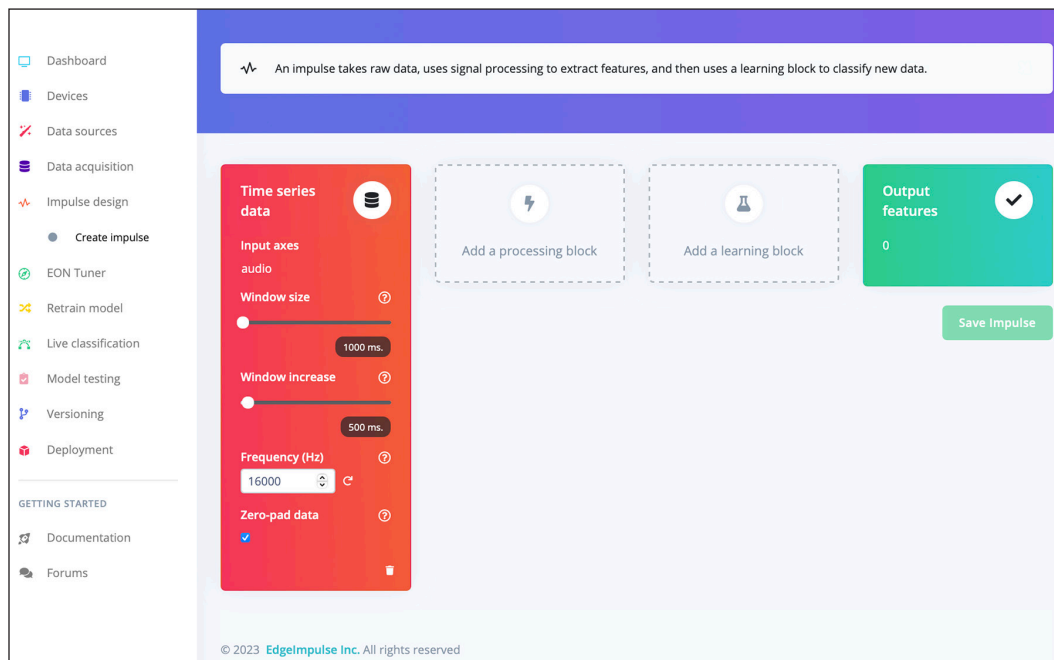 Dashboard
Devices
Data sources
Data acquisition
Impulse design
Create impulse
EON Tuner
Retrain model
Live classification
Model testing
Versioning
Deployment
GETTING STARTED
Documentation
Forums
An impulse takes raw data, uses signal processing to extract features, and then uses a learning block to classify new data.
Time series
data
Input axes
audio
Window size
1000 ms.
Window increase
500 ms.
Frequency (Hz)
16000
Zero-pad data
Add a processing block
Add a learning block
Output
features
0
Save Impulse
© 2023 EdgeImpulse Inc. All rights reserved